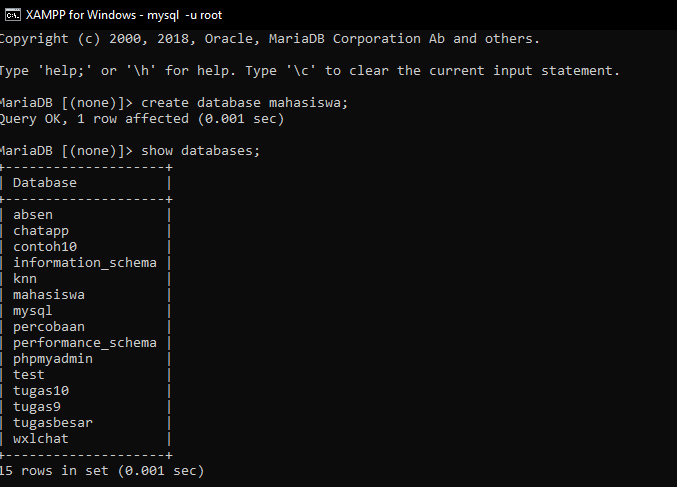 XAMPP for Windows - mysql -u root
Copyright (c) 2000, 2018, Oracle, MariaDB Corporation Ab and others.
Type 'help;' or '\h' for help. Type '\c' to clear the current input statement.
MariaDB [(none)]> create database mahasiswa;
Query OK, 1 row affected (0.001 sec)
MariaDB [(none)]> show databases;
+--------------------+
| Database           |
+--------------------+
| absen              |
| chatapp            |
| contoh10           |
| information_schema |
| knn                |
| mahasiswa          |
| mysql              |
| percobaan          |
| performance_schema |
| phpmyadmin         |
| test               |
| tugas10            |
| tugas9             |
| tugasbesar         |
| wxlchat            |
+--------------------+
15 rows in set (0.001 sec)